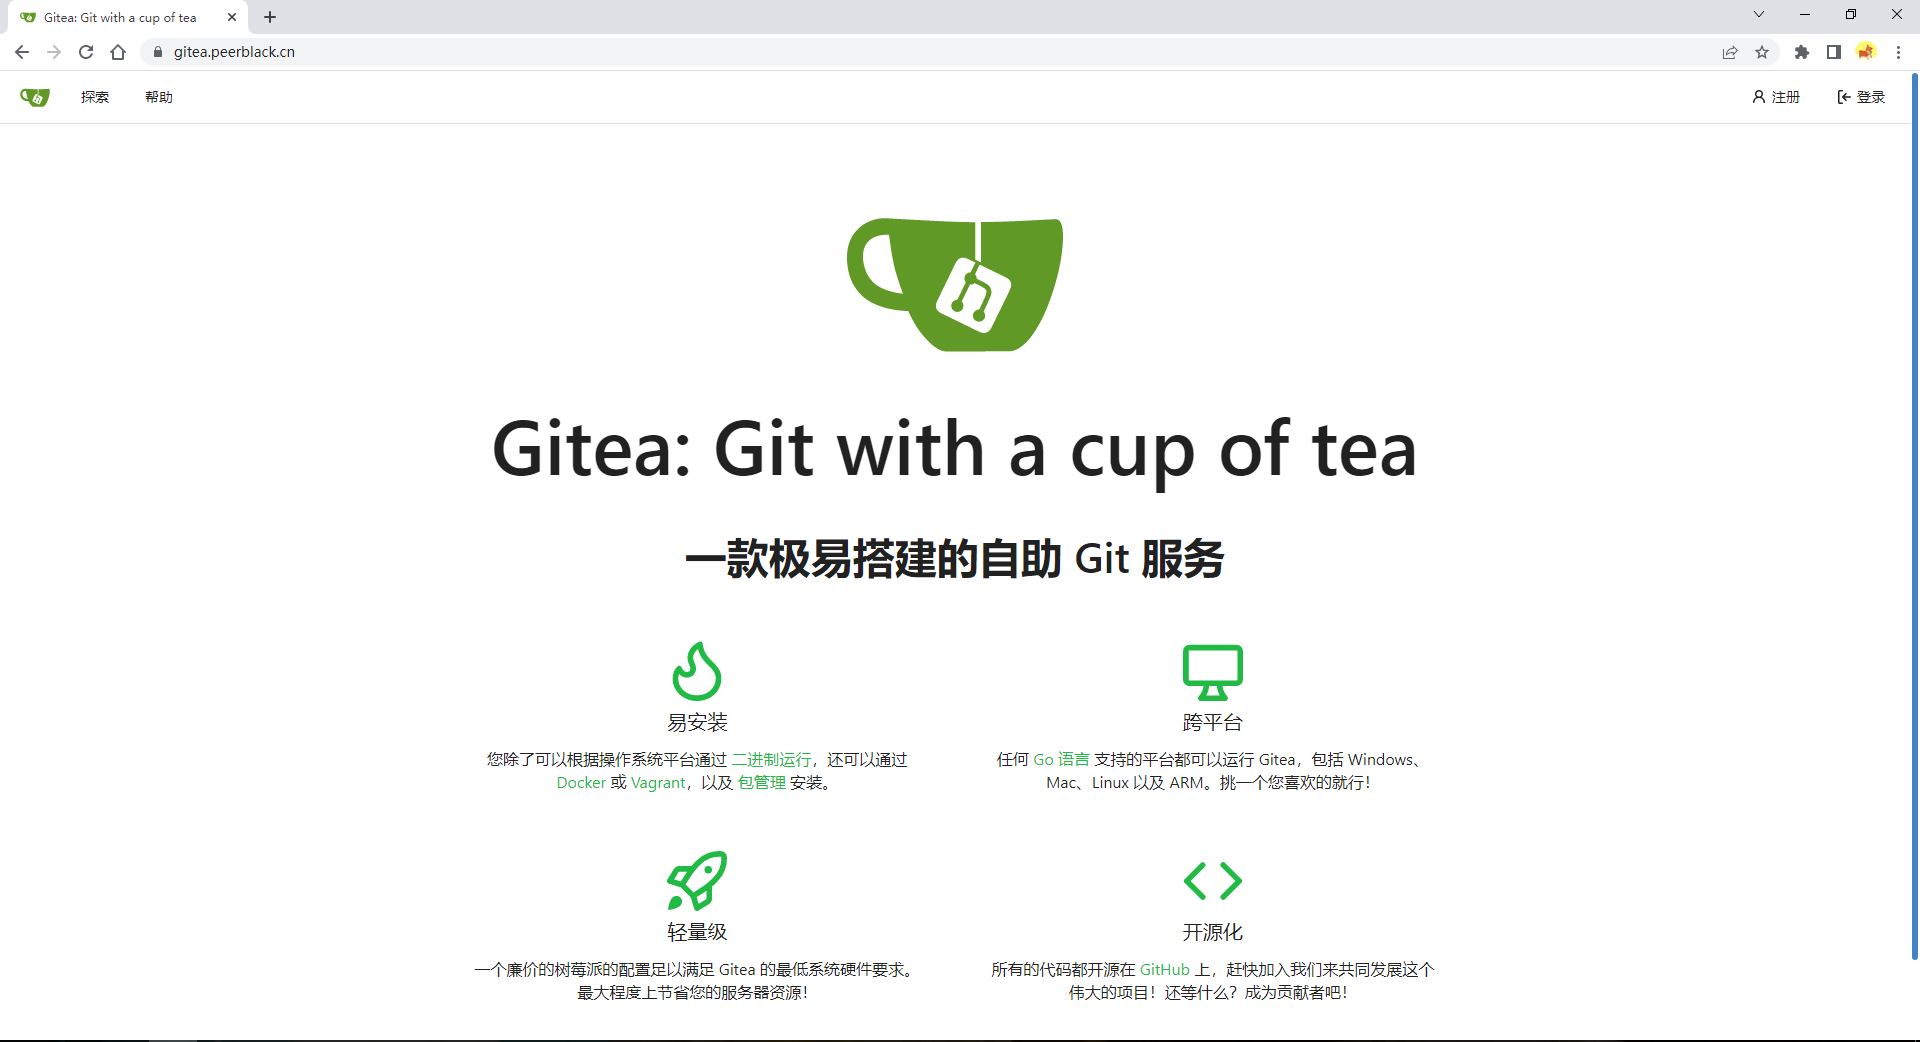 Gitea: Git with a cup of tea
gitea.peerblack.cn
探索 帮助 注册 登录
Gitea: Git with a cup of tea
一款极易搭建的自助 Git 服务
易安装
您除了可以根据操作系统平台通过 二进制运行，还可以通过
Docker 或 Vagrant，以及 包管理 安装。
跨平台
任何 Go 语言 支持的平台都可以运行 Gitea，包括 Windows、
Mac、Linux 以及 ARM。挑一个您喜欢的就行！
轻量级
一个廉价的树莓派的配置足以满足 Gitea 的最低系统硬件要求。
最大程度上节省您的服务器资源！
开源化
所有的代码都开源在 GitHub 上，赶快加入我们来共同发展这个
伟大的项目！还等什么？成为贡献者吧！